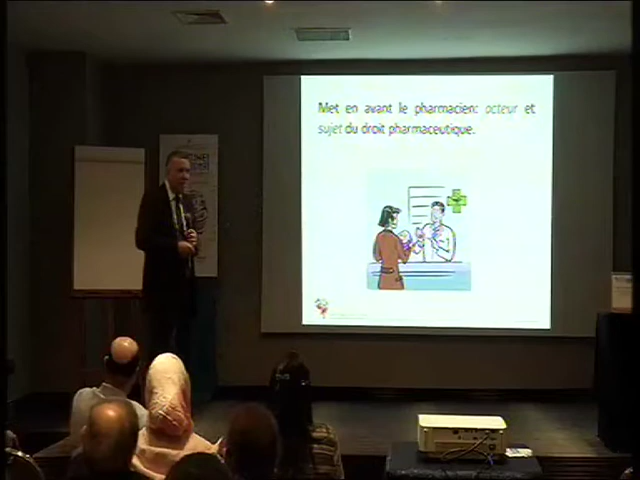 Met en avant le pharmacien: acteur et
sujet du droit pharmaceutique.